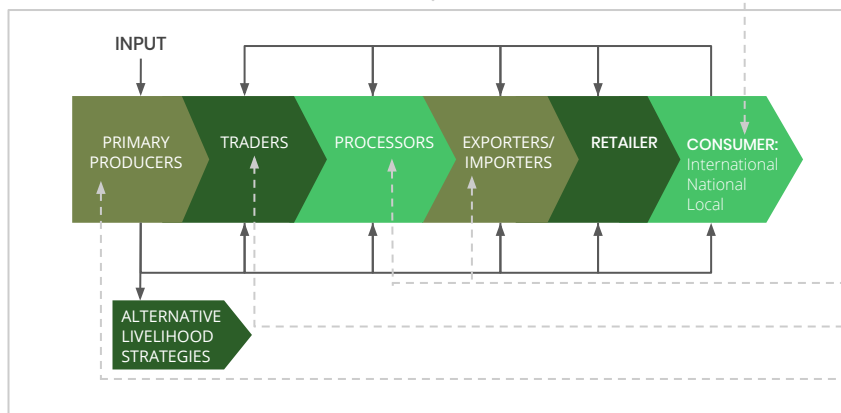 INPUT
PRIMARY
PRODUCERS
TRADERS
PROCESSORS
EXPORTERS/
IMPORTERS
RETAILER
CONSUMER:
International
National
Local
ALTERNATIVE
LIVELIHOOD
STRATEGIES